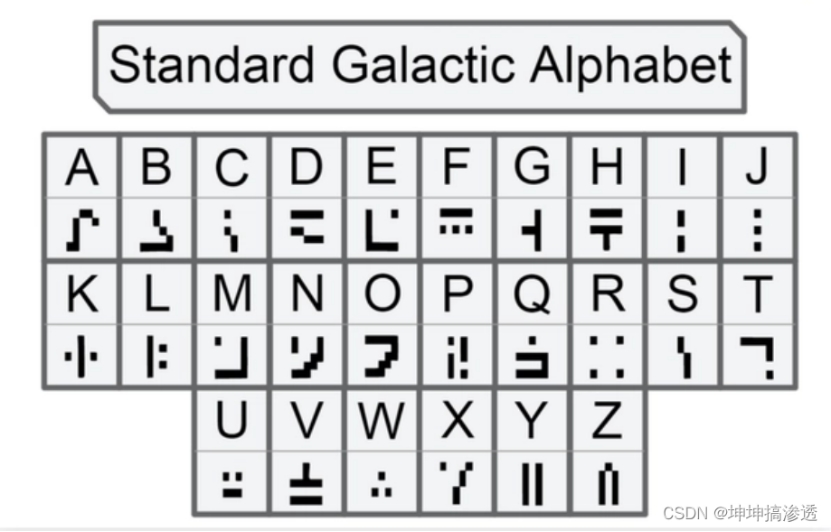 Standard Galactic Alphabet
A B C D E F G H I J
K L M N O P Q R S T
U V W X Y Z
CSDN @坤坤搞渗透